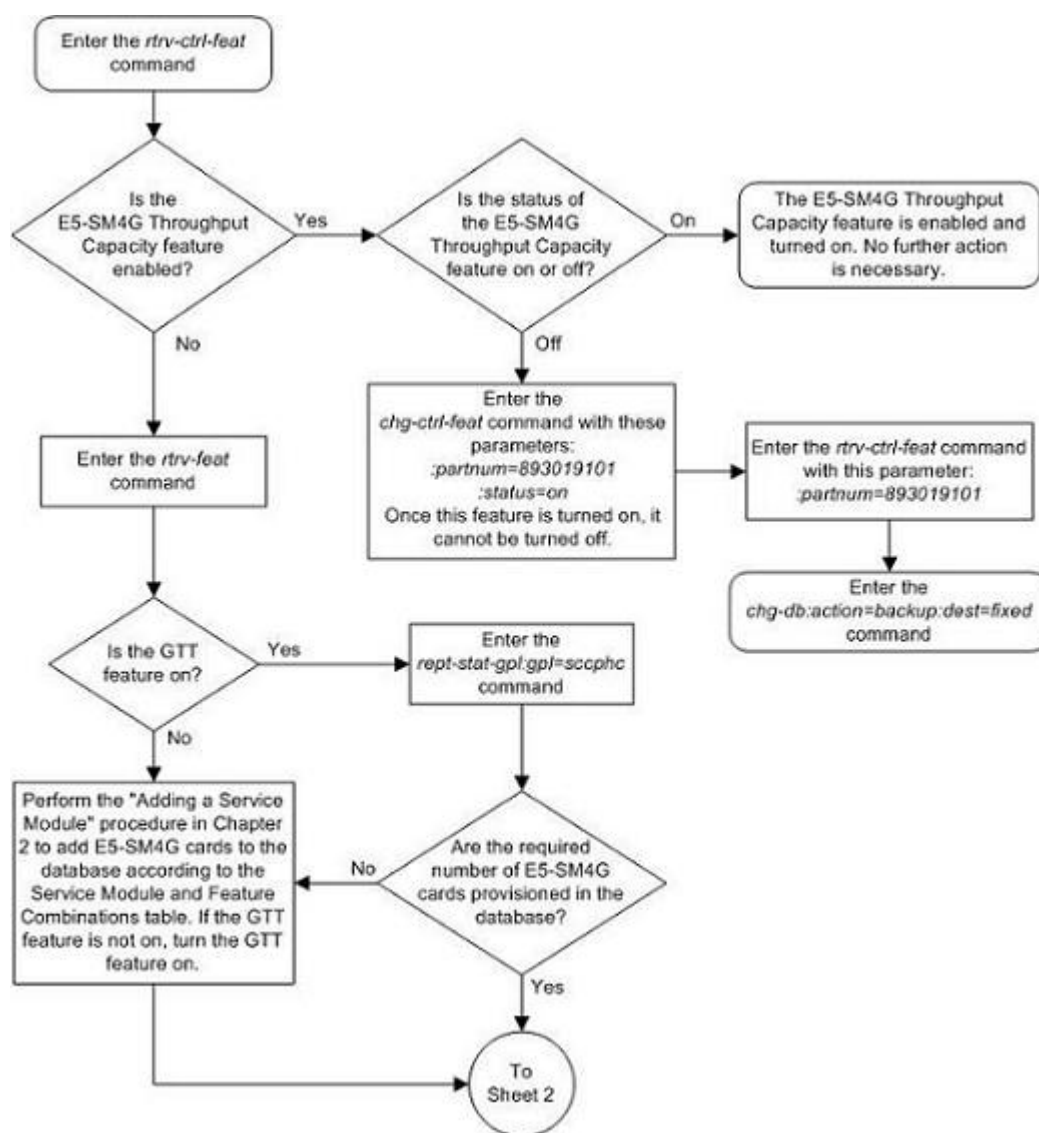 Enter the rtrv-ctrl-feat
command
Is the
E5-SM4G Throughput
Capacity feature
enabled?
Yes
Is the status of
the E5-SM4G
Throughput Capacity
feature on or off?
On
The E5-SM4G Throughput
Capacity feature is enabled and
turned on. No further action
is necessary.
No
Off
Enter the
chg-ctrl-feat command with these
parameters:
:partnum=893019101
:status=on
Once this feature is turned on, it
cannot be turned off.
Enter the rtrv-ctrl-feat command
with this parameter:
:partnum=893019101
Enter the
chg-db:action=backup:dest=fixed
command
Enter the rtrv-feat
command
Is the GTT
feature on?
Yes
Enter the
rept-stat-gpl:gpl=sccphc
command
No
Perform the "Adding a Service
Module" procedure in Chapter
2 to add E5-SM4G cards to the
database according to the
Service Module and Feature
Combinations table. If the GTT
feature is not on, turn the GTT
feature on.
No
Are the required
number of E5-SM4G
cards provisioned in the
database?
Yes
To
Sheet 2